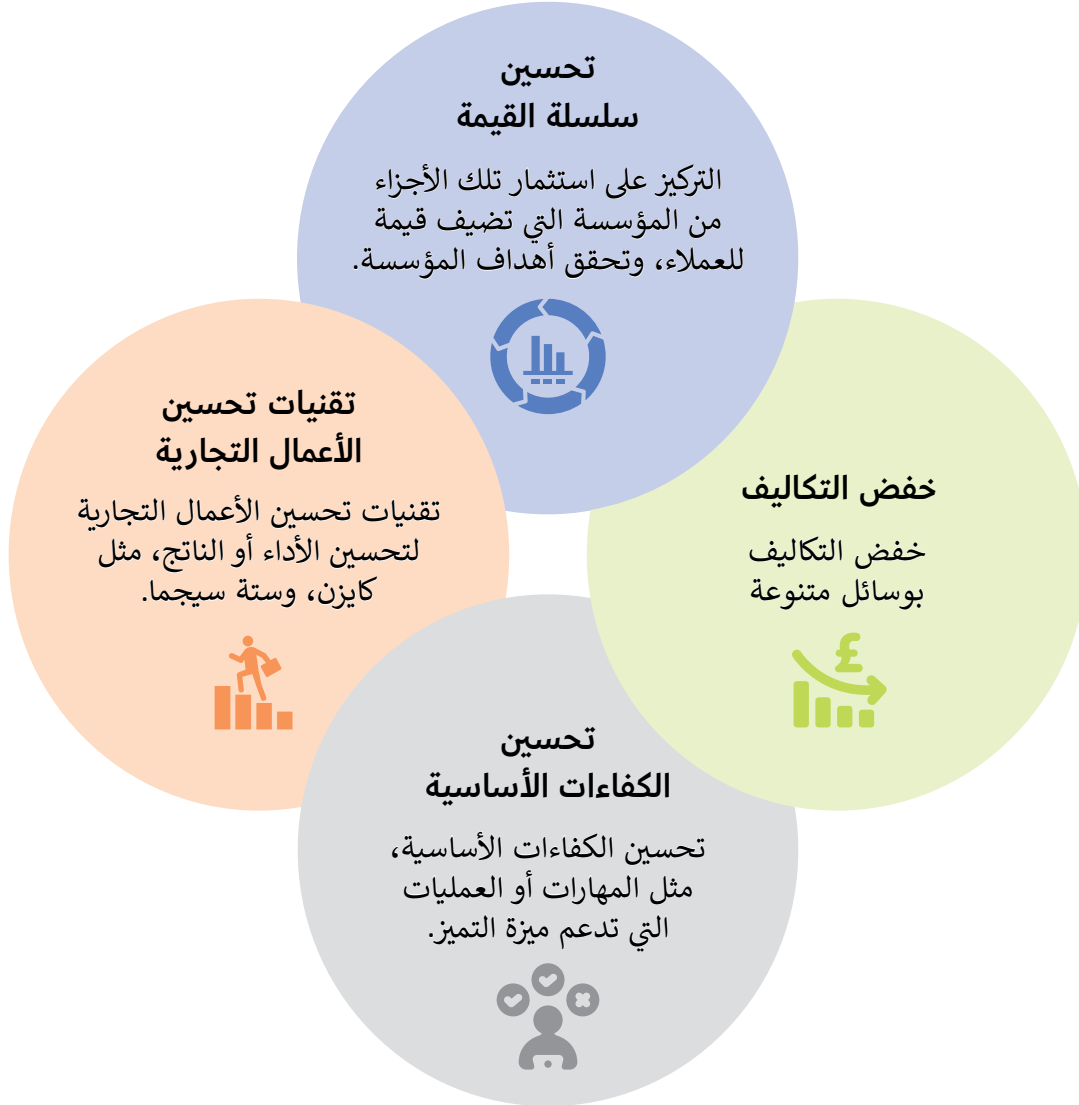 تحسين
سلسلة القيمة
التركيز على استثمار تلك الأجزاء
من المؤسسة التي تضيف قيمة
للعملاء، وتحقق أهداف المؤسسة.
خفض التكاليف
خفض التكاليف
بوسائل متنوعة
£
تقنيات تحسين
الأعمال التجارية
تقنيات تحسين الأعمال التجارية
لتحسين الأداء أو الناتج، مثل
كايزن، وستة سيجما.
تحسين
الكفاءات الأساسية
تحسين الكفاءات الأساسية،
مثل المهارات أو العمليات
التي تدعم ميزة التميز.